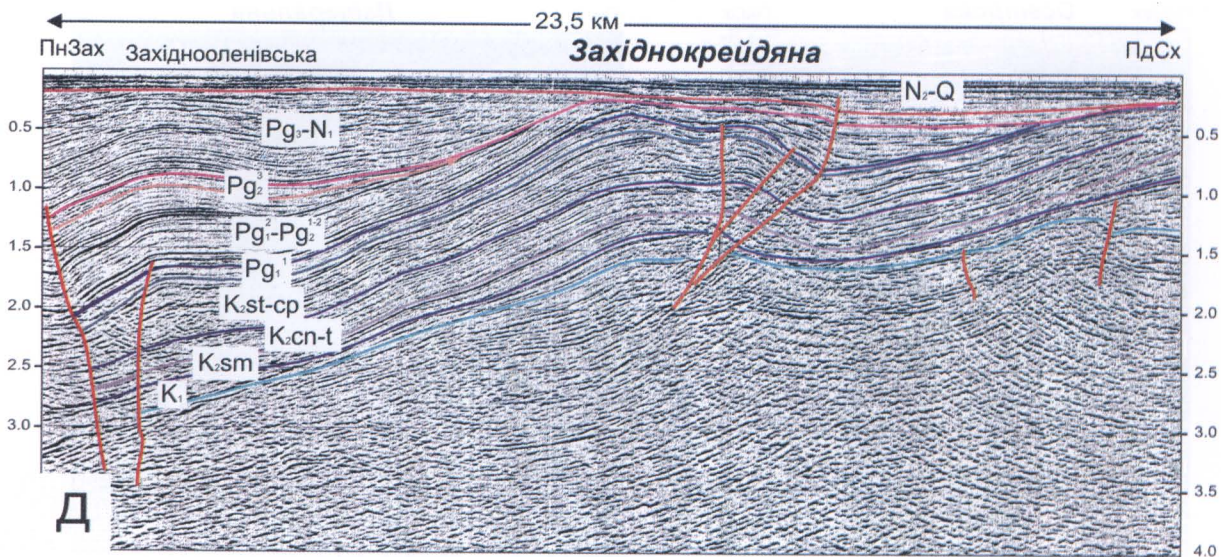 23,5 км
ПнЗах Західнооленівська Західнокрейдяна ПдСх
N₂-Q
Pg₃-N₁
0.5 0.5
Pg₂³
1.0 1.0
Pg₁²-Pg₂¹⁻²
1.5 1.5
Pg₁¹
K₂st-cp
2.0 2.0
K₂cn-t
K₂sm
2.5 2.5
K₁
3.0 3.0
3.5
Д
4.0